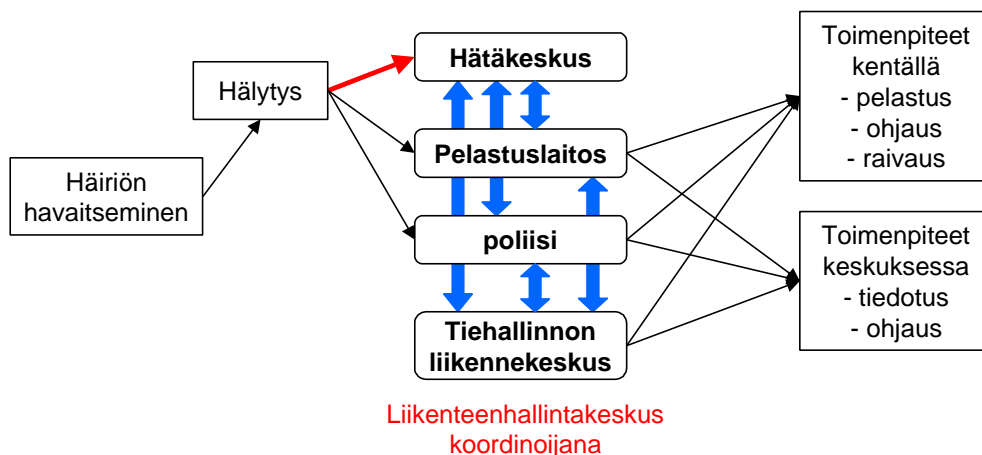 Häiriön
havaitseminen
Hälytys
Hätäkeskus
Pelastuslaitos
poliisi
Tiehallinnon
liikennekeskus
Liikenteenhallintakeskus
koordinoijana
Toimenpiteet
kentällä
- pelastus
- ohjaus
- raivaus
Toimenpiteet
keskuksessa
- tiedotus
- ohjaus